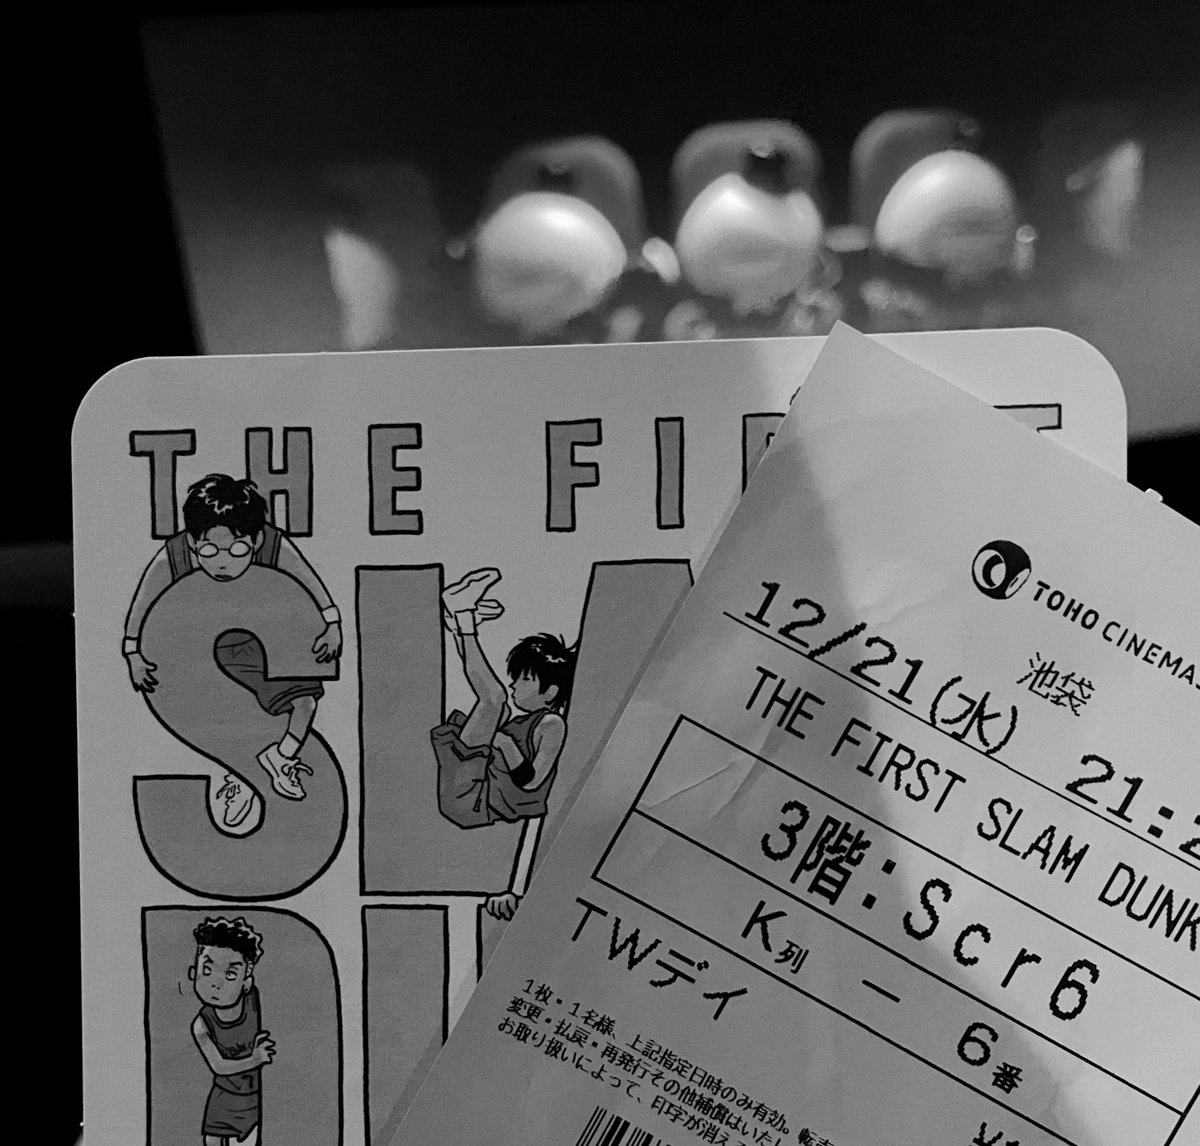 THE FI
SL
TOHO CINEMAS
池袋
12/21(水) 21:2
THE FIRST SLAM DUNK
3階:Scr6
K列 - 6番
TWデイ
1枚・1名様、上記指定日時のみ有効。転売
変更・払戻・再発行その他補償はいたし
お取り扱いによって、印字が消え